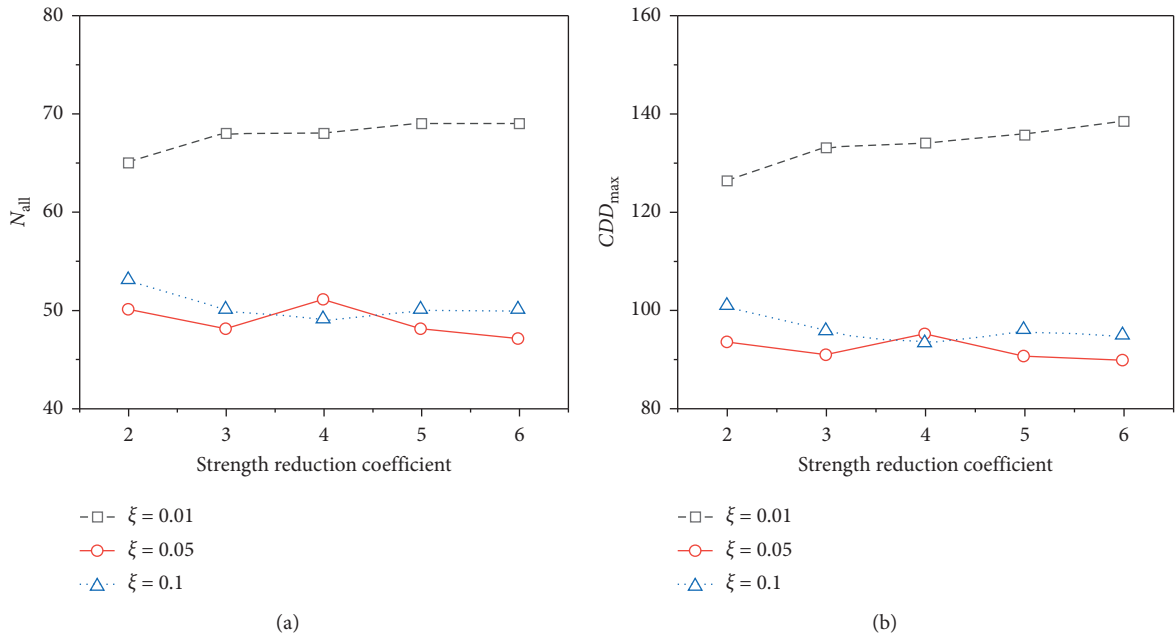 80
70
60
50
40
N_all
2 3 4 5 6
Strength reduction coefficient
ξ = 0.01
ξ = 0.05
ξ = 0.1
(a)
160
140
120
100
80
CDD_max
2 3 4 5 6
Strength reduction coefficient
ξ = 0.01
ξ = 0.05
ξ = 0.1
(b)